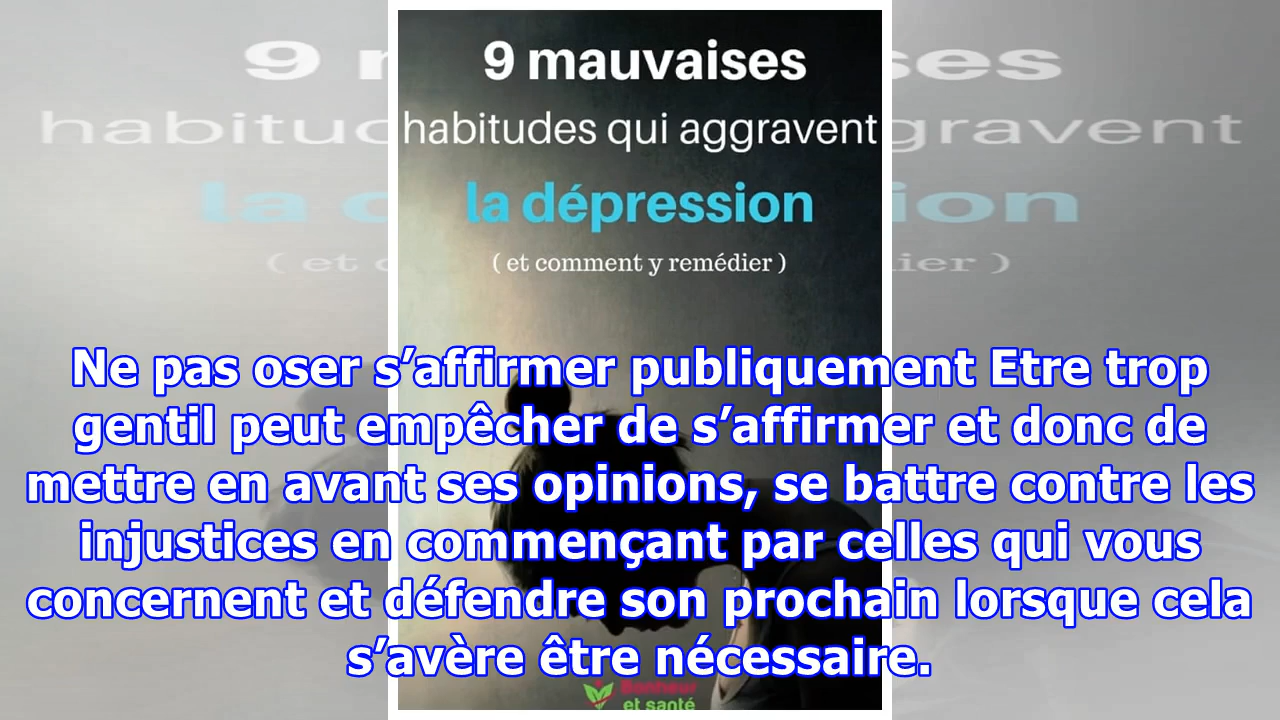 9 mauvaises
habitudes qui aggravent
la dépression
( et comment y remédier )
Ne pas oser s’affirmer publiquement Etre trop
gentil peut empêcher de s’affirmer et donc de
mettre en avant ses opinions, se battre contre les
injustices en commençant par celles qui vous
concernent et défendre son prochain lorsque cela
s’avère être nécessaire.
Bonheur
et santé